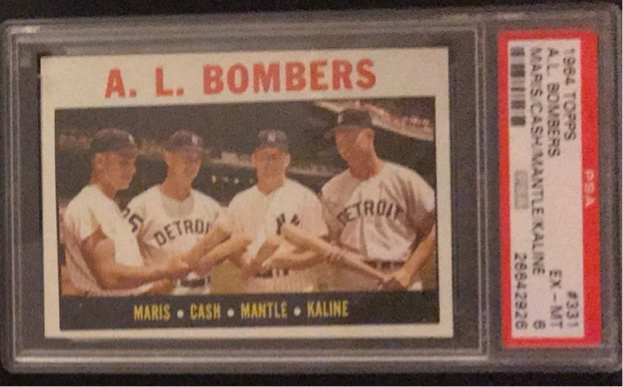 A. L. BOMBERS
DETROIT
DETROIT
MARIS • CASH • MANTLE • KALINE
PSA
1964 TOPPS #331
A.L. BOMBERS EX - MT
MARIS/CASH/MANTLE/KALINE 6
26642926